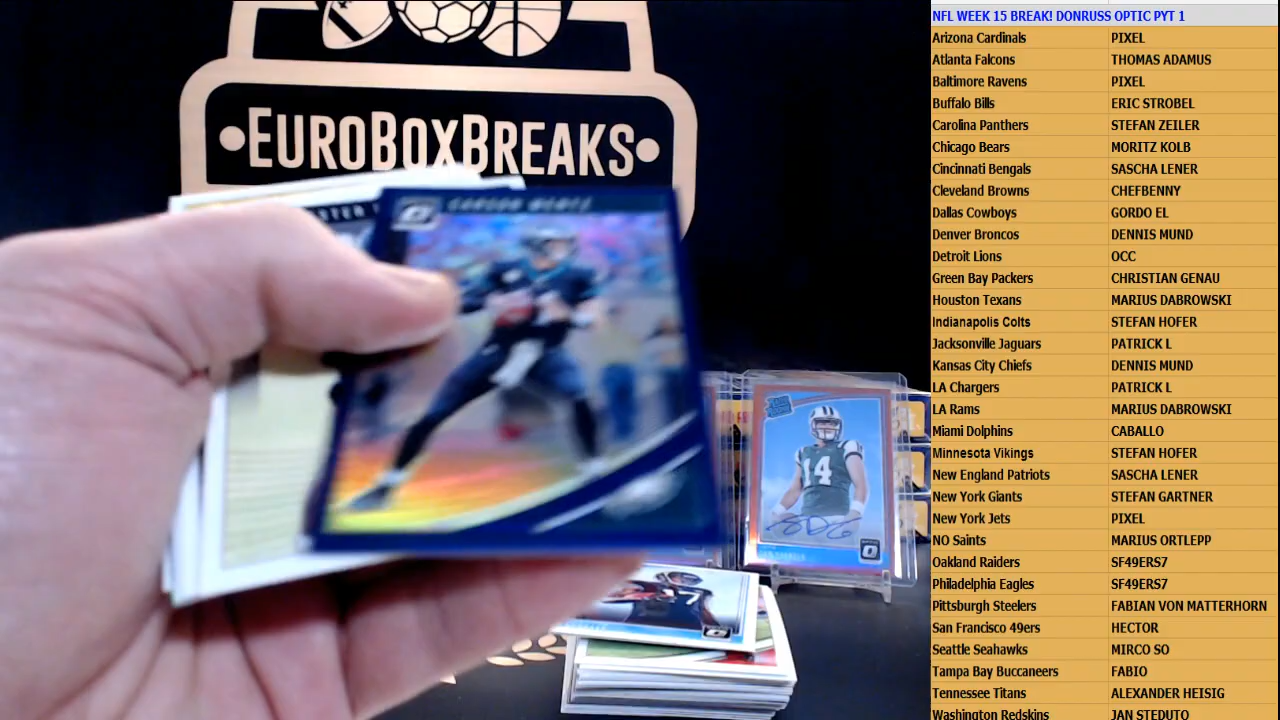 EUROBOXBREAKS
CARSON WENTZ
14
NFL WEEK 15 BREAK! DONRUSS OPTIC PYT 1
Arizona Cardinals PIXEL
Atlanta Falcons THOMAS ADAMUS
Baltimore Ravens PIXEL
Buffalo Bills ERIC STROBEL
Carolina Panthers STEFAN ZEILER
Chicago Bears MORITZ KOLB
Cincinnati Bengals SASCHA LENER
Cleveland Browns CHEFBENNY
Dallas Cowboys GORDO EL
Denver Broncos DENNIS MUND
Detroit Lions OCC
Green Bay Packers CHRISTIAN GENAU
Houston Texans MARIUS DABROWSKI
Indianapolis Colts STEFAN HOFER
Jacksonville Jaguars PATRICK L
Kansas City Chiefs DENNIS MUND
LA Chargers PATRICK L
LA Rams MARIUS DABROWSKI
Miami Dolphins CABALLO
Minnesota Vikings STEFAN HOFER
New England Patriots SASCHA LENER
New York Giants STEFAN GARTNER
New York Jets PIXEL
NO Saints MARIUS ORTLEPP
Oakland Raiders SF49ERS7
Philadelphia Eagles SF49ERS7
Pittsburgh Steelers FABIAN VON MATTERHORN
San Francisco 49ers HECTOR
Seattle Seahawks MIRCO SO
Tampa Bay Buccaneers FABIO
Tennessee Titans ALEXANDER HEISIG
Washington Redskins JAN STEDUTO